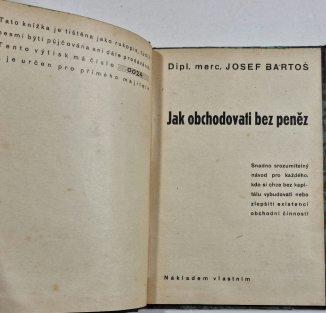 Tato knížka je tištěna jako rukopis,
nesmí býti půjčována ani dále prodávána.
Tento výtisk má číslo 0024
je určen pro přímého majitele
Dipl. merc. JOSEF BARTOŠ
Jak obchodovati bez peněz
Snadno srozumitelný
návod pro každého,
kdo si chce bez kapi-
tálu vybudovati nebo
zlepšiti existenci
obchodní činností
Nákladem vlastním